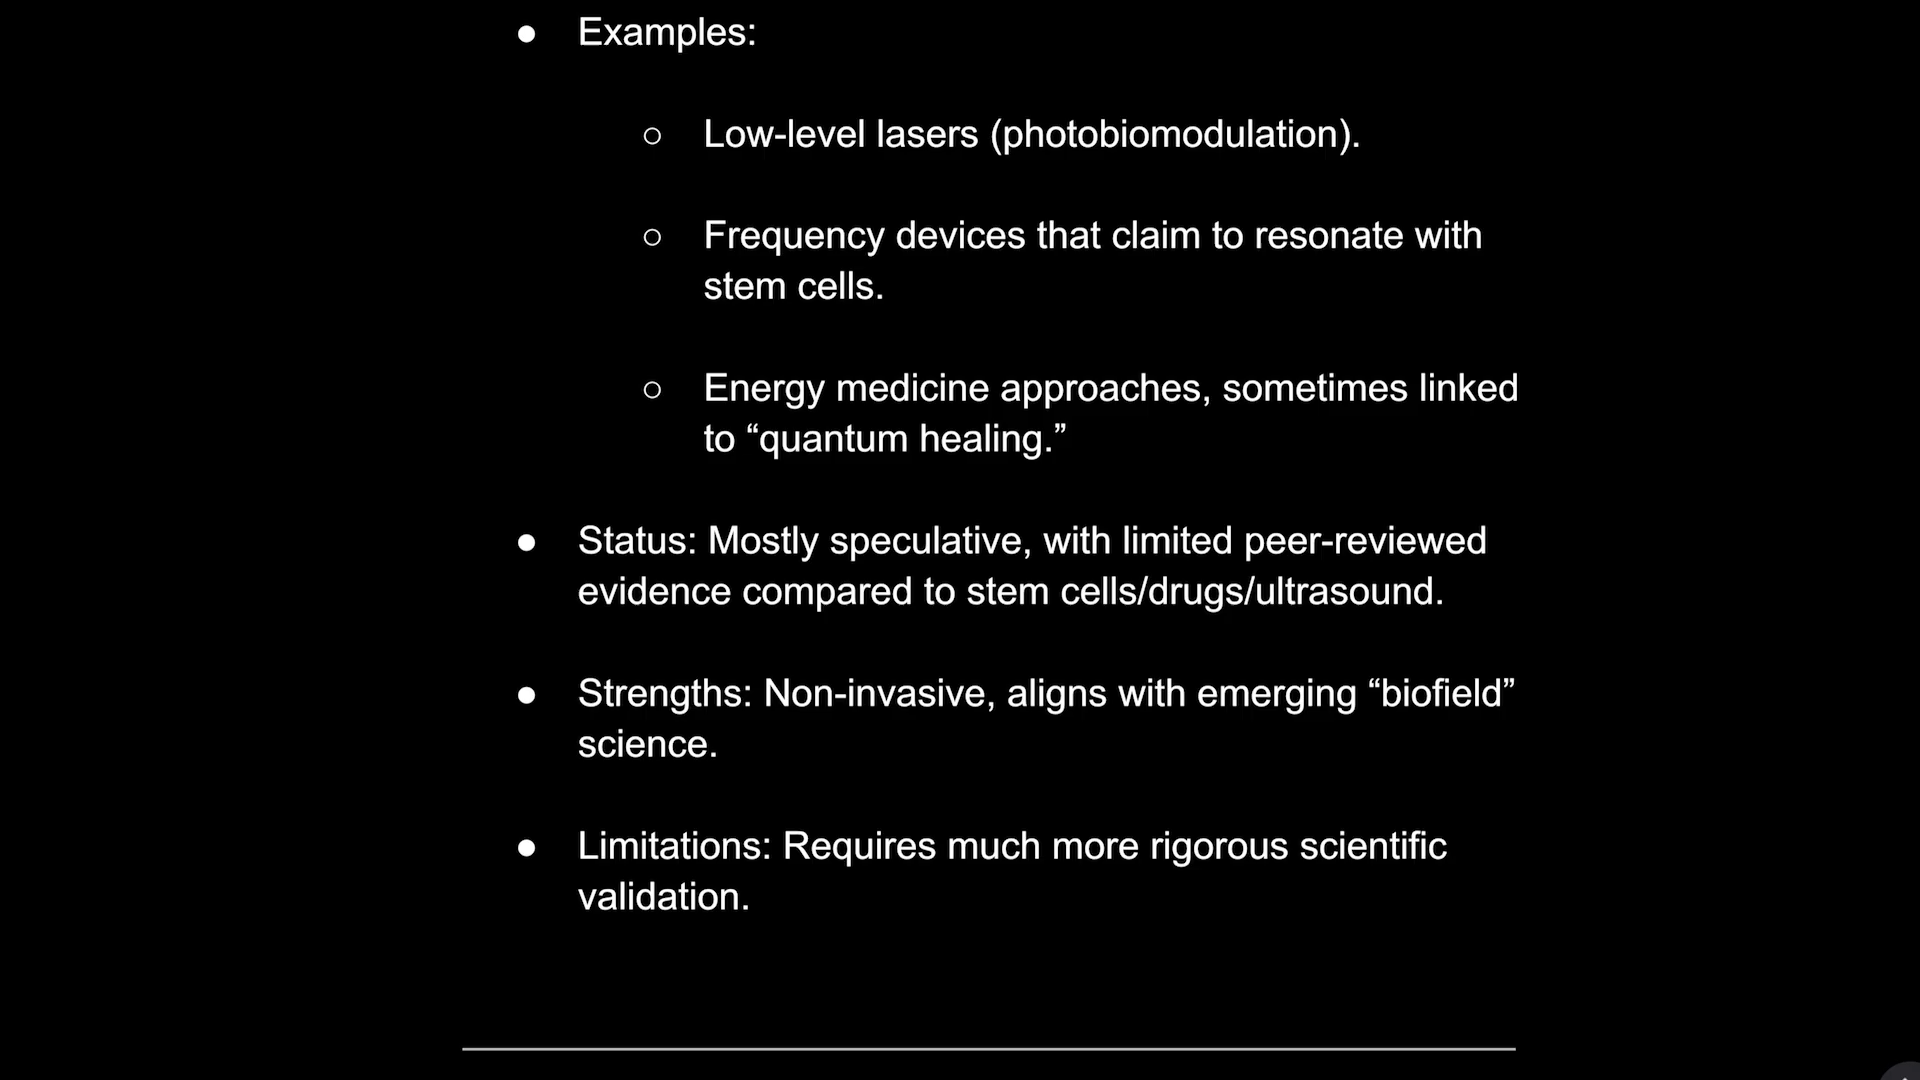 ● Examples:
○ Low-level lasers (photobiomodulation).
○ Frequency devices that claim to resonate with
stem cells.
○ Energy medicine approaches, sometimes linked
to “quantum healing.”
● Status: Mostly speculative, with limited peer-reviewed
evidence compared to stem cells/drugs/ultrasound.
● Strengths: Non-invasive, aligns with emerging “biofield”
science.
● Limitations: Requires much more rigorous scientific
validation.